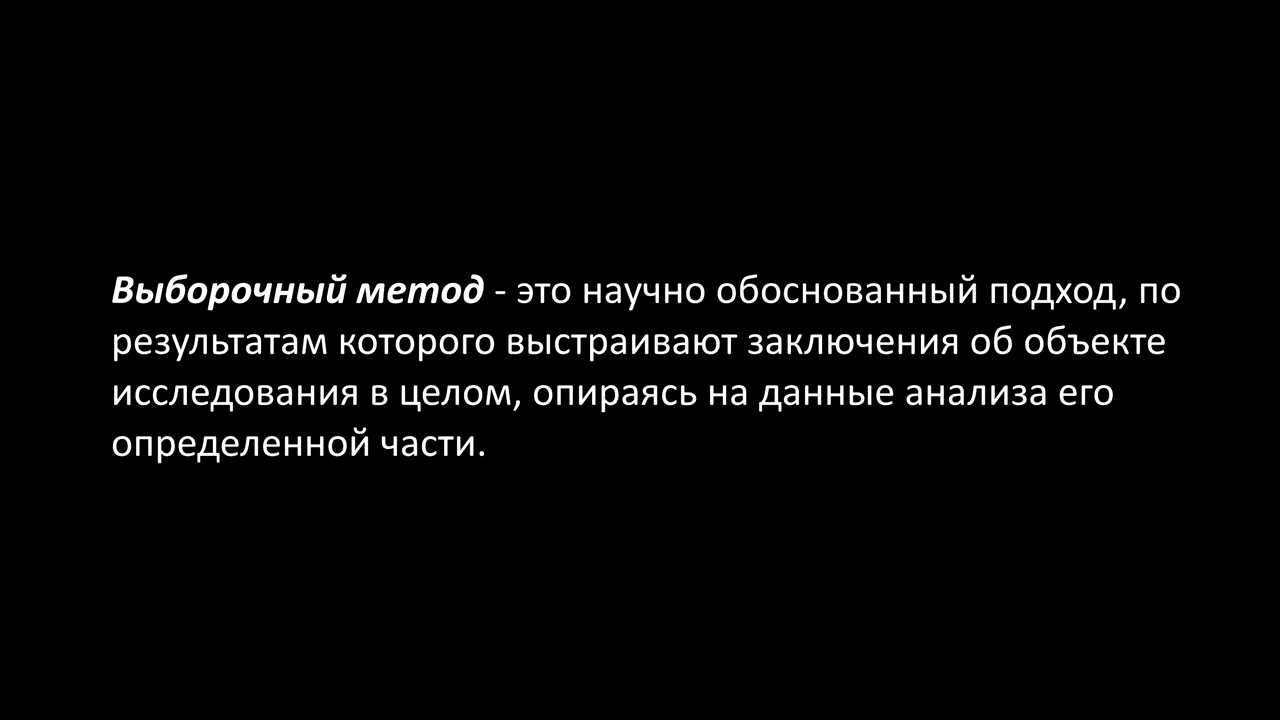 Выборочный метод - это научно обоснованный подход, по
результатам которого выстраивают заключения об объекте
исследования в целом, опираясь на данные анализа его
определенной части.